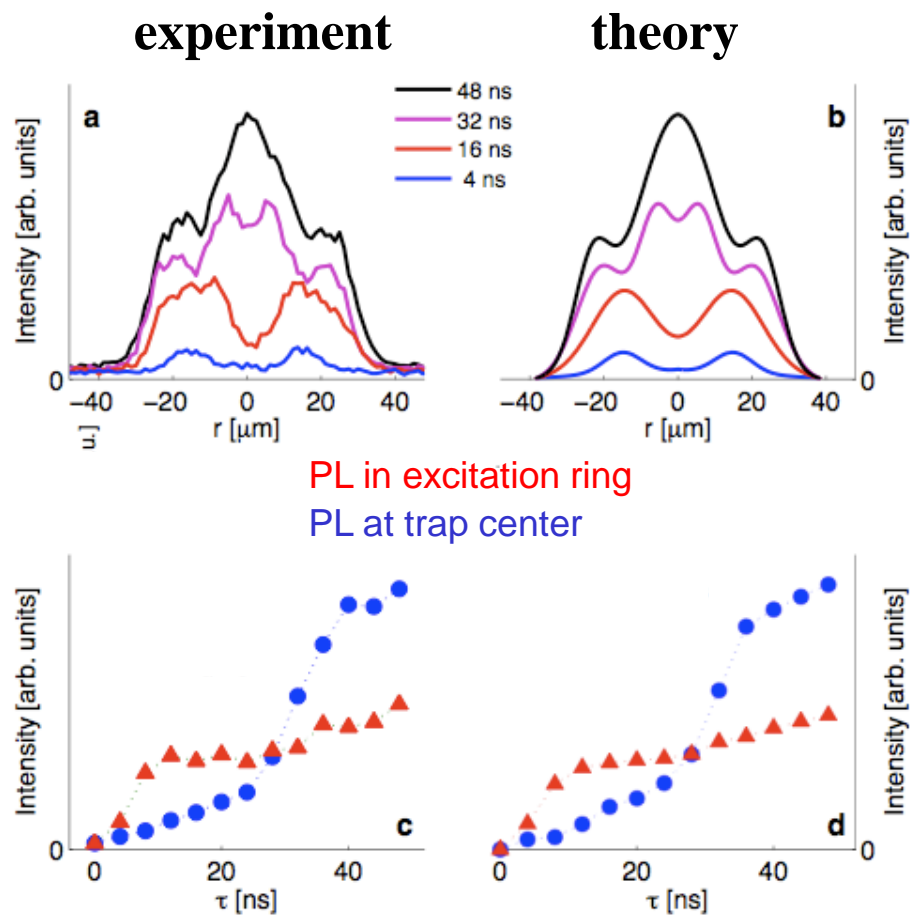 experiment theory
a
48 ns
32 ns
16 ns
4 ns
b
Intensity [arb. units]
Intensity [arb. units]
0
0
−40 −20 0 20 40
−40 −20 0 20 40
r [μm]
r [μm]
u.]
PL in excitation ring
PL at trap center
Intensity [arb. units]
Intensity [arb. units]
c
d
0
0
0 20 40
0 20 40
τ [ns]
τ [ns]